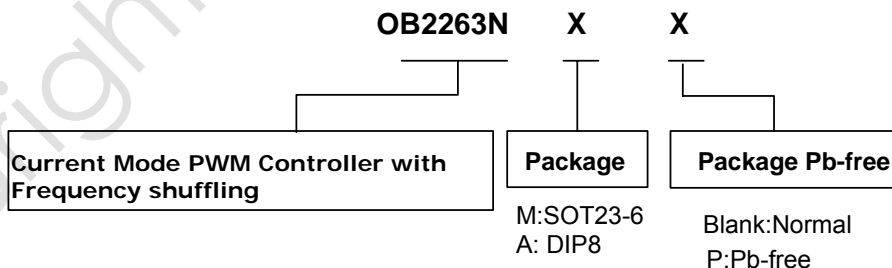 OB2263N X X
Current Mode PWM Controller with
Frequency shuffling
Package
M:SOT23-6
A: DIP8
Package Pb-free
Blank:Normal
P:Pb-free